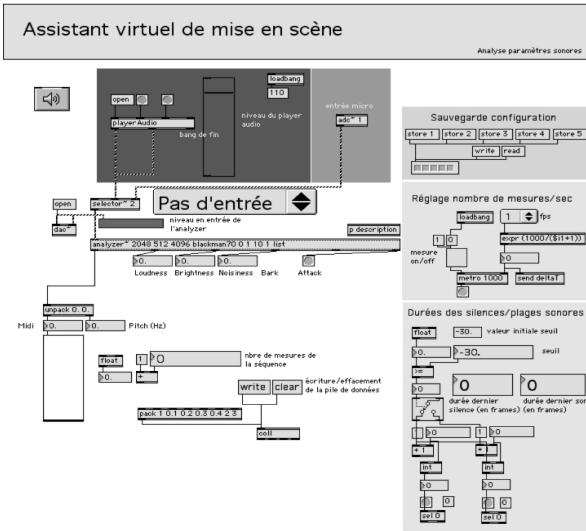 Assistant virtuel de mise en scène
Analyse paramètres sonores
loadbang
open
110
playerAudio
bang de fin
niveau du player
audio
entrée micro
adc~ 1
Sauvegarde configuration
store 1
store 2
store 3
store 4
store 5
write
read
open
selector~ 2
Pas d'entrée
dac~
niveau en entrée de
l'analyzer
p description
analyzer~ 2048 512 4096 blackman70 0 1 10 1 list
0.
0.
0.
Loudness
Brightness
Noisiness
Bark
Attack
Réglage nombre de mesures/sec
loadbang
1
fps
1
0
expr (1000/($i1+1))
mesure
on/off
metro 1000
send deltaT
unpack 0. 0.
Midi
0.
0.
Pitch (Hz)
float
1
0
nbre de mesures de
la séquence
0.
+
write
clear
écriture/effacement
de la pile de données
pack 1 0.1 0.2 0.3 0.4 2 3
coll
Durées des silences/plages sonores
float
-30.
valeur initiale seuil
0.
-30.
seuil
>=
0
0
0
durée dernier
silence (en frames)
durée dernier son
(en frames)
0
1
0
+ 1
+ 1
int
int
0
0
0
0
sel 0
sel 0